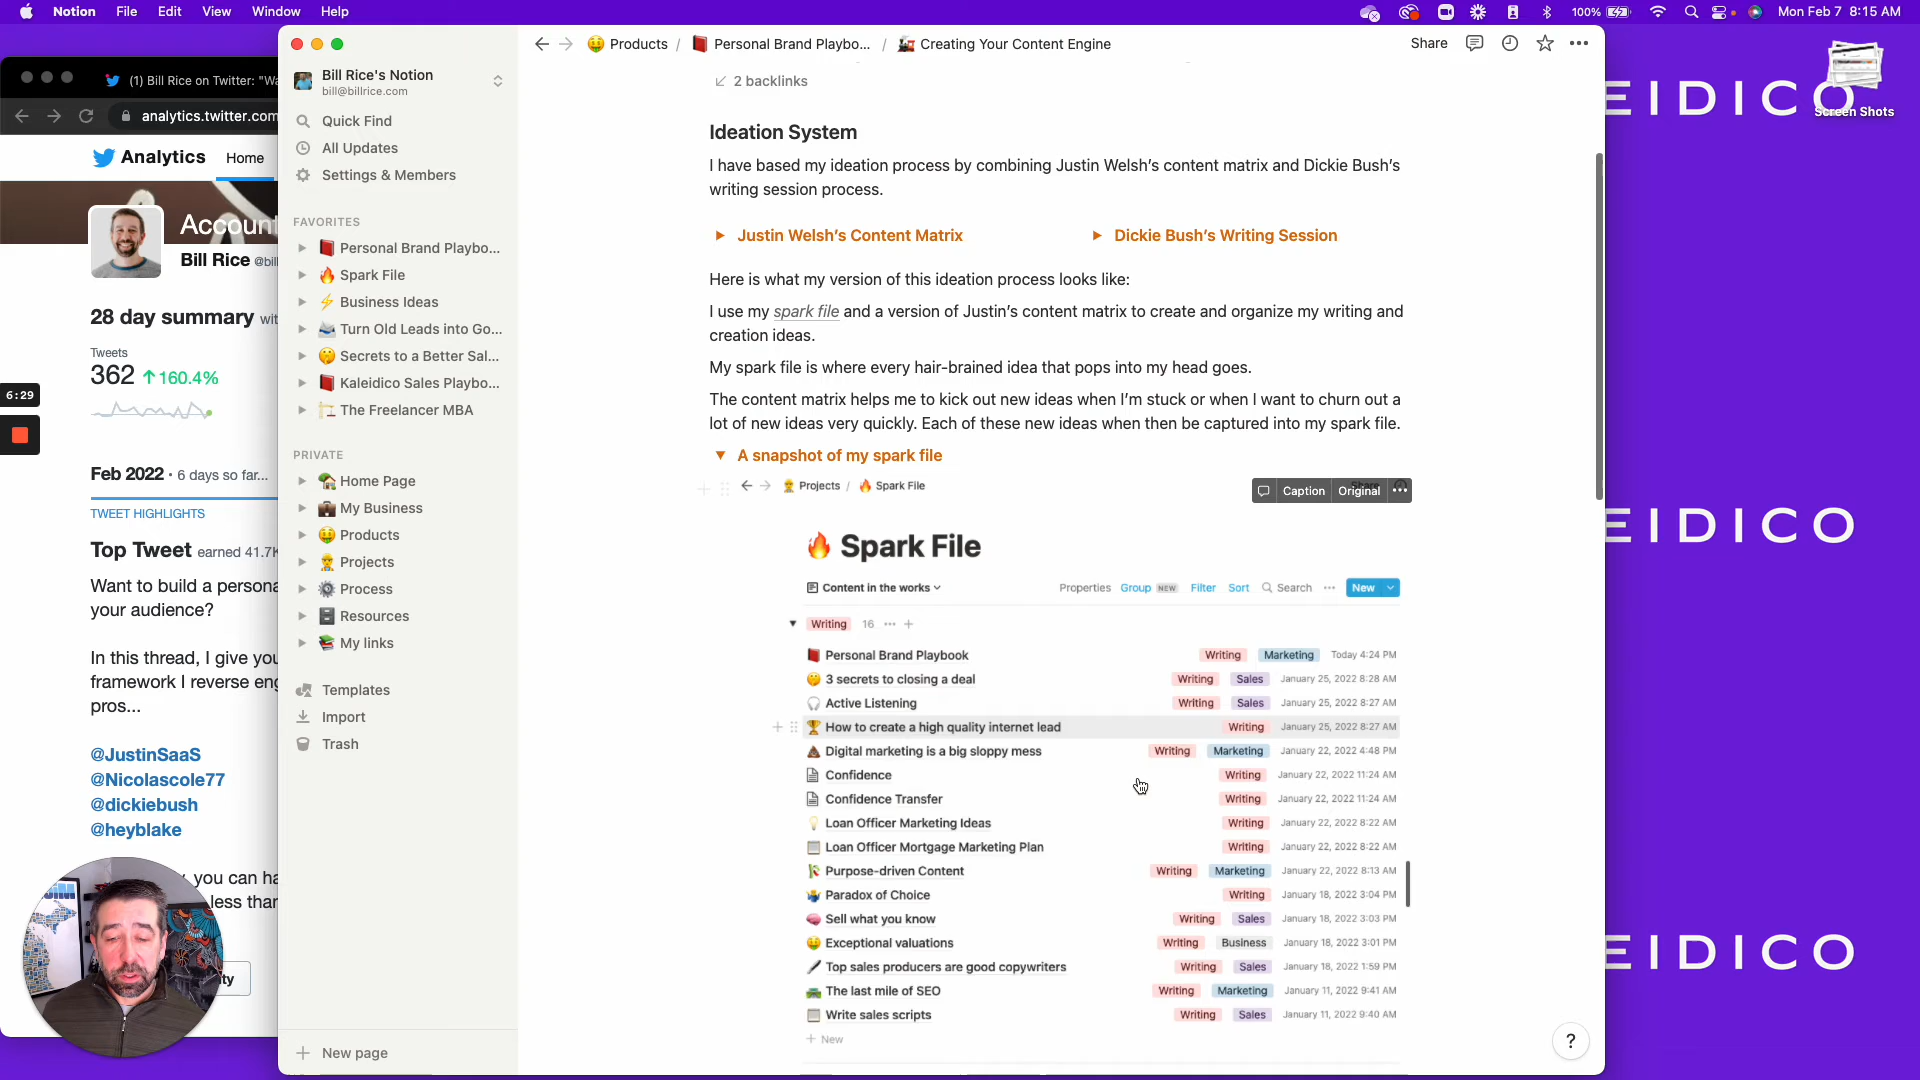 Notion File Edit View Window Help
100% Mon Feb 7 8:15 AM
(1) Bill Rice on Twitter: "Wa
analytics.twitter.com
Analytics Home
Account
Bill Rice @bil
28 day summary wit
Tweets
362 160.4%
6:29
Feb 2022 · 6 days so far...
TWEET HIGHLIGHTS
Top Tweet earned 41.7K
Want to build a persona
your audience?
In this thread, I give you
framework I reverse eng
pros...
@JustinSaaS
@Nicolascole77
@dickiebush
@heyblake
, you can ha
less than
ty
Bill Rice's Notion
bill@billrice.com
Quick Find
All Updates
Settings & Members
FAVORITES
Personal Brand Playbo...
Spark File
Business Ideas
Turn Old Leads into Go...
Secrets to a Better Sal...
Kaleidico Sales Playbo...
The Freelancer MBA
PRIVATE
Home Page
My Business
Products
Projects
Process
Resources
My links
Templates
Import
Trash
New page
Products / Personal Brand Playbo... / Creating Your Content Engine
Share
2 backlinks
Ideation System
I have based my ideation process by combining Justin Welsh's content matrix and Dickie Bush's
writing session process.
Justin Welsh's Content Matrix
Dickie Bush's Writing Session
Here is what my version of this ideation process looks like:
I use my spark file and a version of Justin's content matrix to create and organize my writing and
creation ideas.
My spark file is where every hair-brained idea that pops into my head goes.
The content matrix helps me to kick out new ideas when I'm stuck or when I want to churn out a
lot of new ideas very quickly. Each of these new ideas when then be captured into my spark file.
A snapshot of my spark file
Projects / Spark File
Caption Original
Spark File
Content in the works
Properties Group NEW Filter Sort Search New
Writing 16
Personal Brand Playbook Writing Marketing Today 4:24 PM
3 secrets to closing a deal Writing Sales January 25, 2022 8:28 AM
Active Listening Writing Sales January 25, 2022 8:27 AM
How to create a high quality internet lead Writing January 25, 2022 8:27 AM
Digital marketing is a big sloppy mess Writing Marketing January 22, 2022 4:48 PM
Confidence Writing January 22, 2022 11:24 AM
Confidence Transfer Writing January 22, 2022 11:24 AM
Loan Officer Marketing Ideas Writing January 22, 2022 8:22 AM
Loan Officer Mortgage Marketing Plan Writing January 22, 2022 8:22 AM
Purpose-driven Content Writing Marketing January 22, 2022 8:13 AM
Paradox of Choice Writing January 18, 2022 3:04 PM
Sell what you know Writing Sales January 18, 2022 3:03 PM
Exceptional valuations Writing Business January 18, 2022 3:01 PM
Top sales producers are good copywriters Writing Sales January 18, 2022 1:59 PM
The last mile of SEO Writing Marketing January 11, 2022 9:41 AM
Write sales scripts Writing Sales January 11, 2022 9:40 AM
New
?
Screen Shots
EIDICO
EIDICO
EIDICO